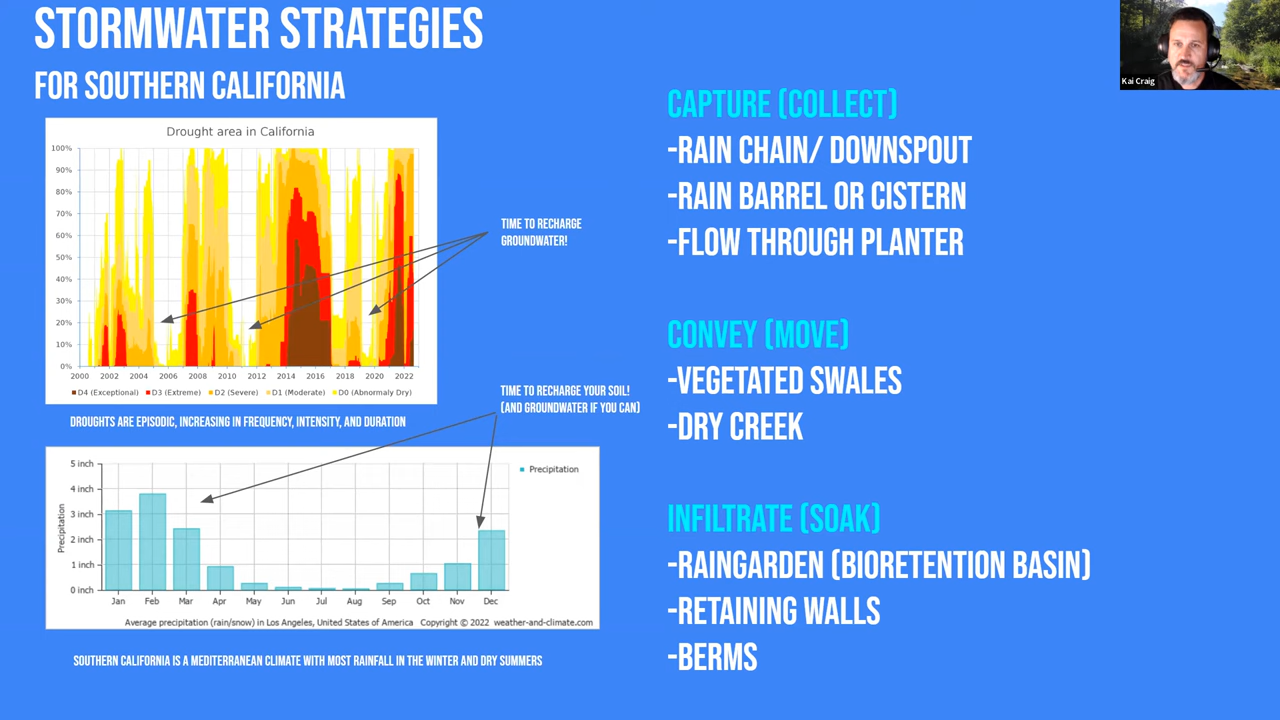 STORMWATER STRATEGIES
FOR SOUTHERN CALIFORNIA
Drought area in California
100%
90%
80%
70%
60%
50%
40%
30%
20%
10%
0%
2000 2002 2004 2006 2008 2010 2012 2014 2016 2018 2020 2022
D4 (Exceptional) D3 (Extreme) D2 (Severe) D1 (Moderate) D0 (Abnormaly Dry)
DROUGHTS ARE EPISODIC, INCREASING IN FREQUENCY, INTENSITY, AND DURATION
TIME TO RECHARGE
GROUNDWATER!
TIME TO RECHARGE YOUR SOIL!
(AND GROUNDWATER IF YOU CAN)
5 inch
4 inch
3 inch
2 inch
1 inch
0 inch
Precipitation
Precipitation
Jan Feb Mar Apr May Jun Jul Aug Sep Oct Nov Dec
Average precipitation (rain/snow) in Los Angeles, United States of America Copyright © 2022 weather-and-climate.com
SOUTHERN CALIFORNIA IS A MEDITERRANEAN CLIMATE WITH MOST RAINFALL IN THE WINTER AND DRY SUMMERS
CAPTURE (COLLECT)
-RAIN CHAIN/ DOWNSPOUT
-RAIN BARREL OR CISTERN
-FLOW THROUGH PLANTER
CONVEY (MOVE)
-VEGETATED SWALES
-DRY CREEK
INFILTRATE (SOAK)
-RAINGARDEN (BIORETENTION BASIN)
-RETAINING WALLS
-BERMS
Kai Craig